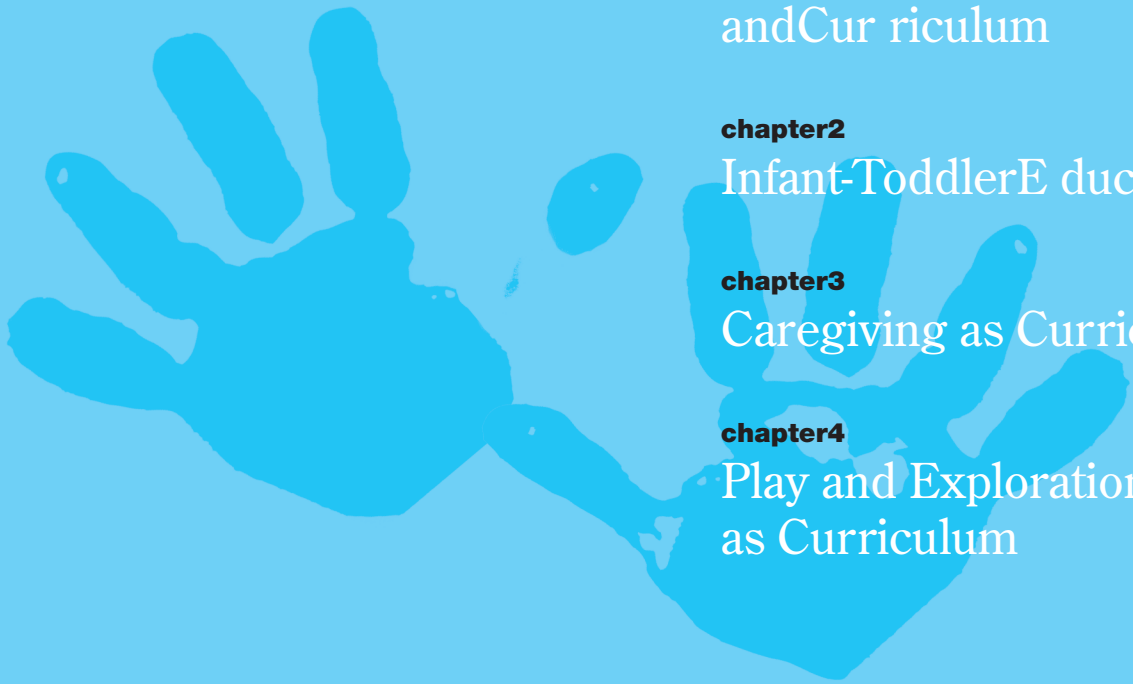 andCur riculum
chapter2
Infant-ToddlerE duc
chapter3
Caregiving as Curric
chapter4
Play and Exploration
as Curriculum